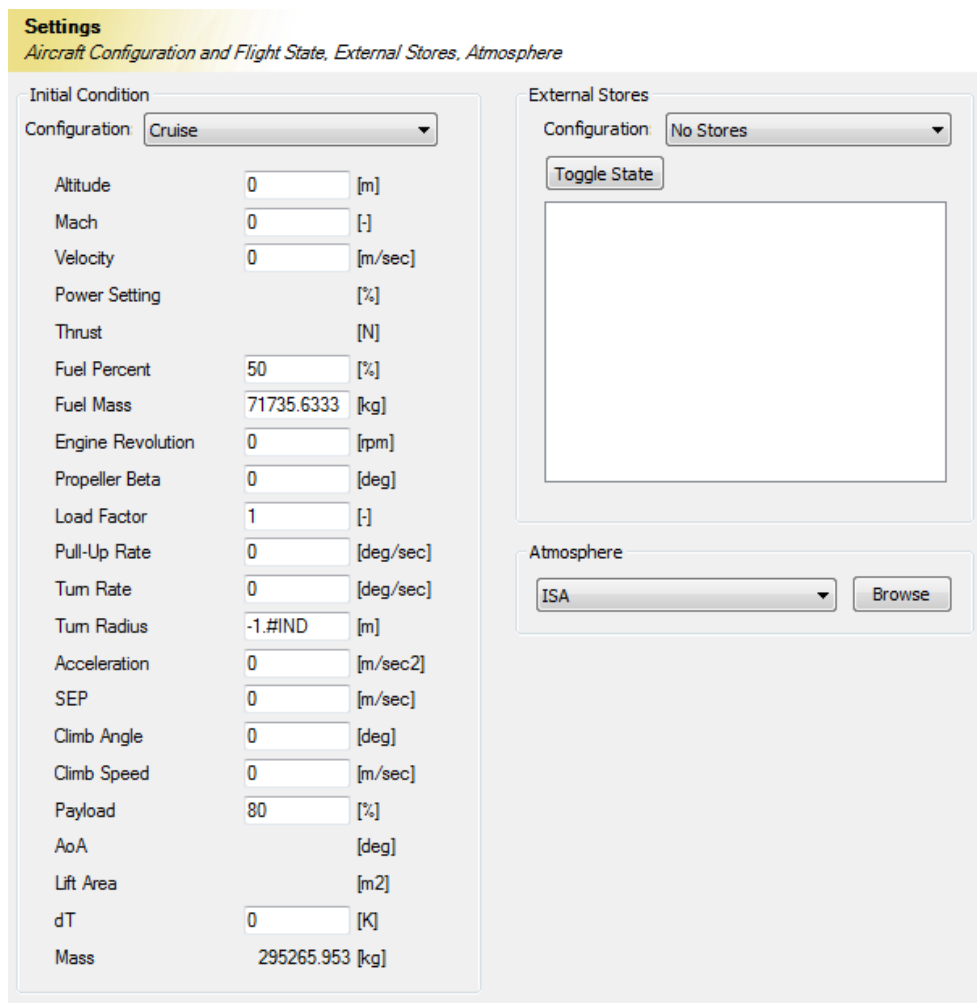 Settings
Aircraft Configuration and Flight State, External Stores, Atmosphere
Initial Condition
Configuration: Cruise
Altitude 0 [m]
Mach 0 [-]
Velocity 0 [m/sec]
Power Setting [%]
Thrust [N]
Fuel Percent 50 [%]
Fuel Mass 71735.6333 [kg]
Engine Revolution 0 [rpm]
Propeller Beta 0 [deg]
Load Factor 1 [-]
Pull-Up Rate 0 [deg/sec]
Turn Rate 0 [deg/sec]
Turn Radius -1.#IND [m]
Acceleration 0 [m/sec2]
SEP 0 [m/sec]
Climb Angle 0 [deg]
Climb Speed 0 [m/sec]
Payload 80 [%]
AoA [deg]
Lift Area [m2]
dT 0 [K]
Mass 295265.953 [kg]
External Stores
Configuration: No Stores
Toggle State
Atmosphere
ISA Browse